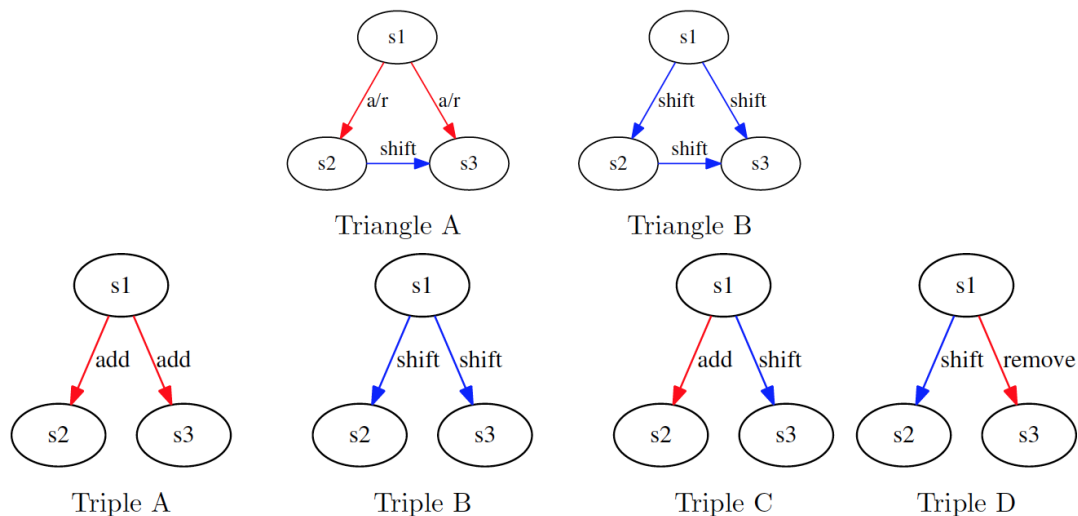 s1
s1
a/r
a/r
shift
shift
s2
shift
s3
s2
shift
s3
Triangle A
Triangle B
s1
s1
s1
s1
add
add
shift
shift
add
shift
shift
remove
s2
s3
s2
s3
s2
s3
s2
s3
Triple A
Triple B
Triple C
Triple D